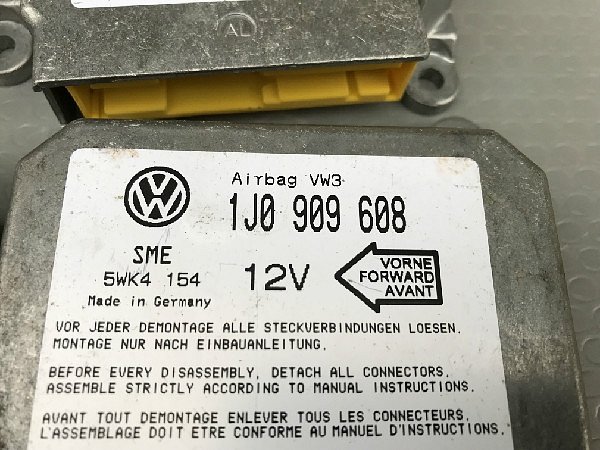 AL
Airbag VW3
1J0 909 608
SME
5WK4 154
Made in Germany
12V
VORNE
FORWARD
AVANT
VOR JEDER DEMONTAGE ALLE STECKVERBINDUNGEN LOESEN.
MONTAGE NUR NACH EINBAUANLEITUNG.
BEFORE EVERY DISASSEMBLY, DETACH ALL CONNECTORS.
ASSEMBLE STRICTLY ACCORDING TO MANUAL INSTRUCTIONS.
AVANT TOUT DEMONTAGE ENLEVER TOUS LES CONNECTEURS.
L'ASSEMBLAGE DOIT ETRE CONFORME AU MANUEL D'INSTRUCTIONS.